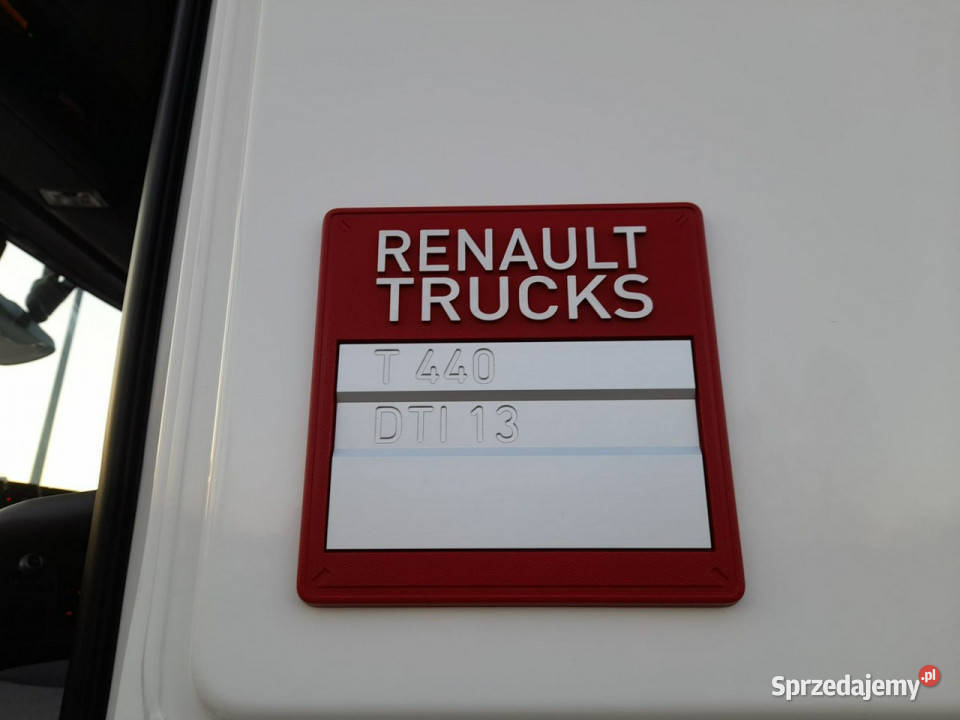 RENAULT
TRUCKS
T 440
DTI 13
Sprzedajemy.pl